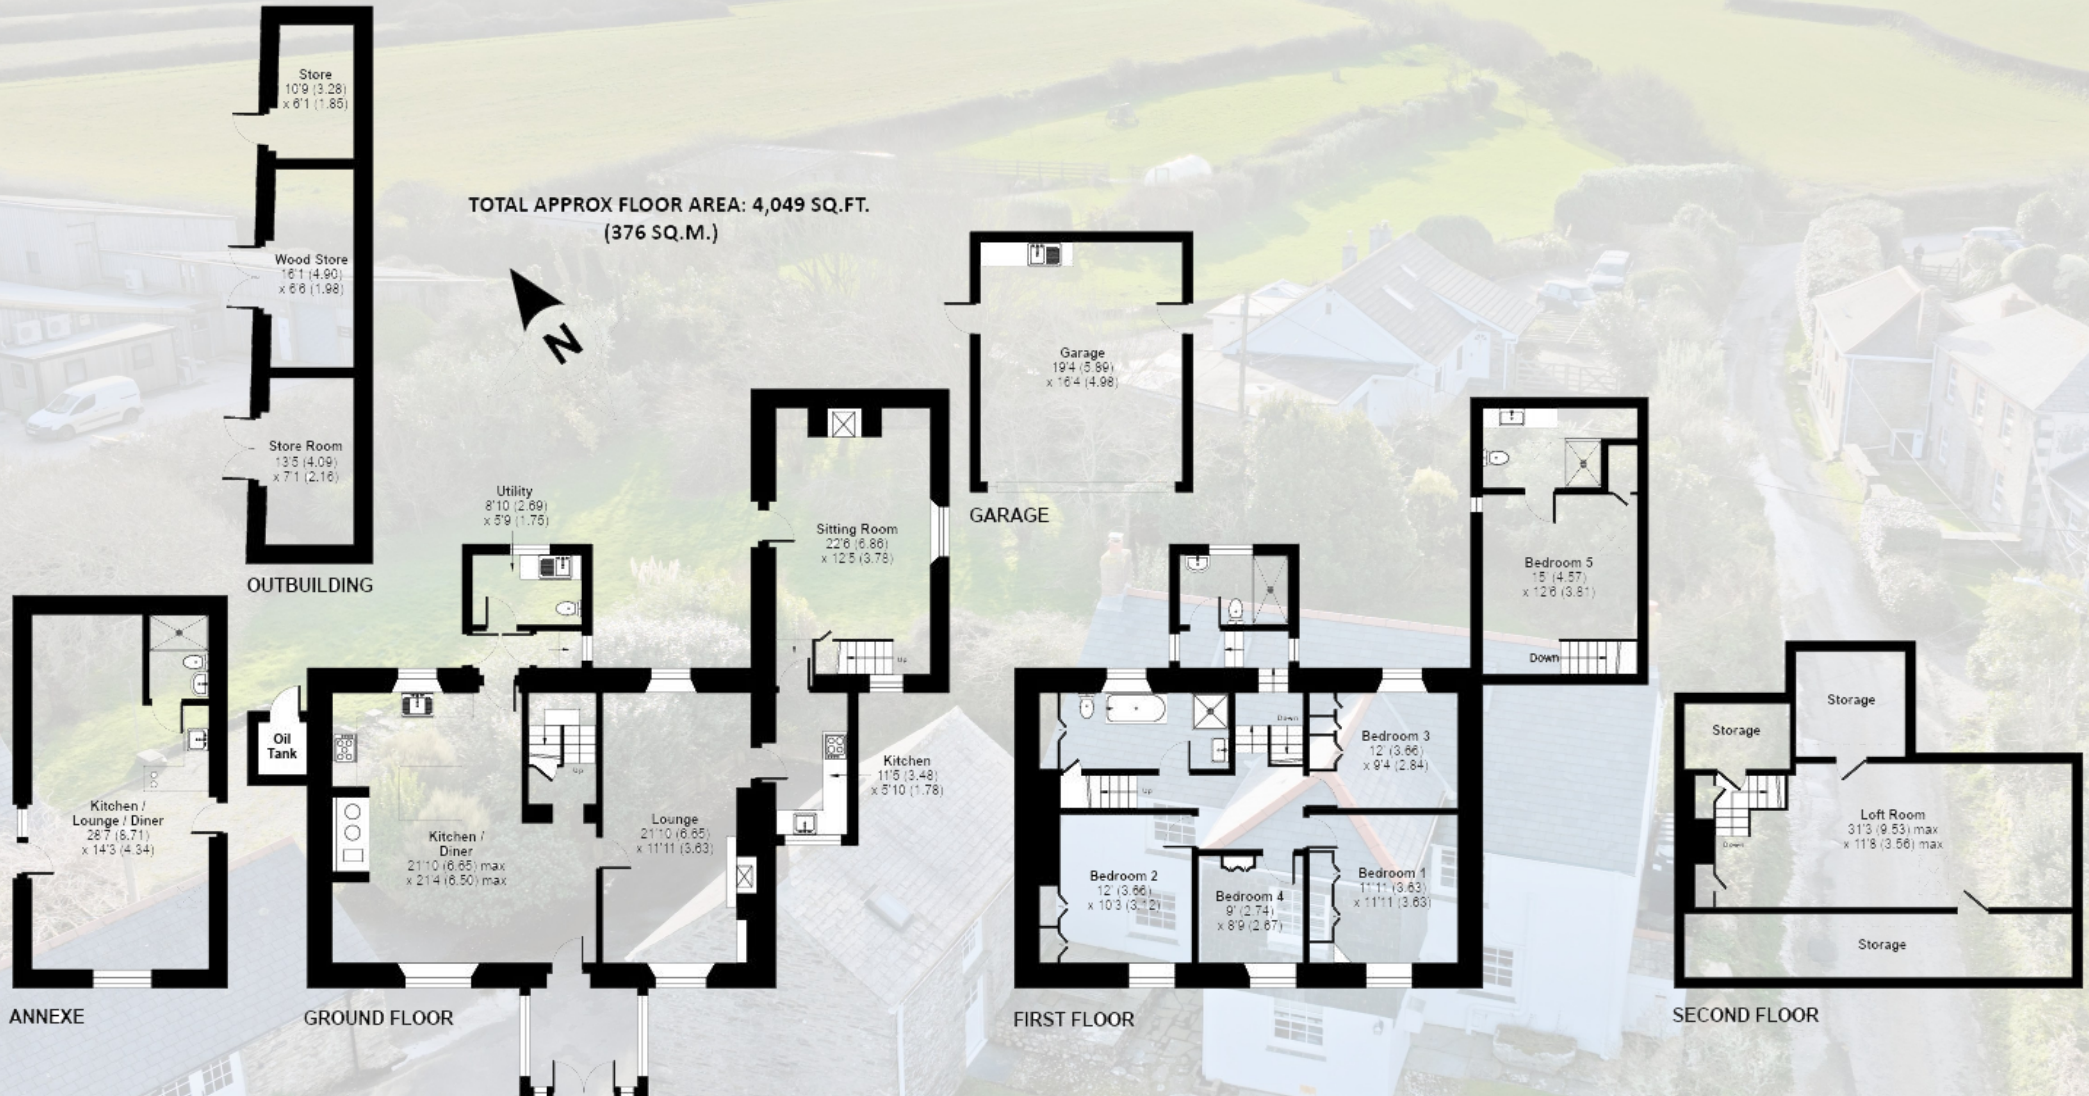 Store
10'9 (3.28)
x 6'1 (1.85)
Wood Store
16'1 (4.90)
x 6'6 (1.98)
Store Room
13'5 (4.09)
x 7'1 (2.16)
OUTBUILDING
TOTAL APPROX FLOOR AREA: 4,049 SQ.FT.
(376 SQ.M.)
N
Garage
19'4 (5.89)
x 16'4 (4.98)
GARAGE
Kitchen /
Lounge / Diner
28'7 (8.71)
x 14'3 (4.34)
ANNEXE
Oil
Tank
Utility
8'10 (2.69)
x 5'9 (1.75)
Sitting Room
22'6 (6.86)
x 12'5 (3.78)
Up
Up
Kitchen /
Diner
21'10 (6.65) max
x 21'4 (6.50) max
Lounge
21'10 (6.65)
x 11'11 (3.63)
Kitchen
11'5 (3.48)
x 5'10 (1.78)
GROUND FLOOR
Bedroom 5
15' (4.57)
x 12'6 (3.81)
Down
Down
Up
Bedroom 3
12' (3.66)
x 9'4 (2.84)
Bedroom 2
12' (3.66)
x 10'3 (3.12)
Bedroom 4
9' (2.74)
x 8'9 (2.67)
Bedroom 1
11'11 (3.63)
x 11'11 (3.63)
FIRST FLOOR
Storage
Storage
Down
Loft Room
31'3 (9.53) max
x 11'8 (3.56) max
Storage
SECOND FLOOR